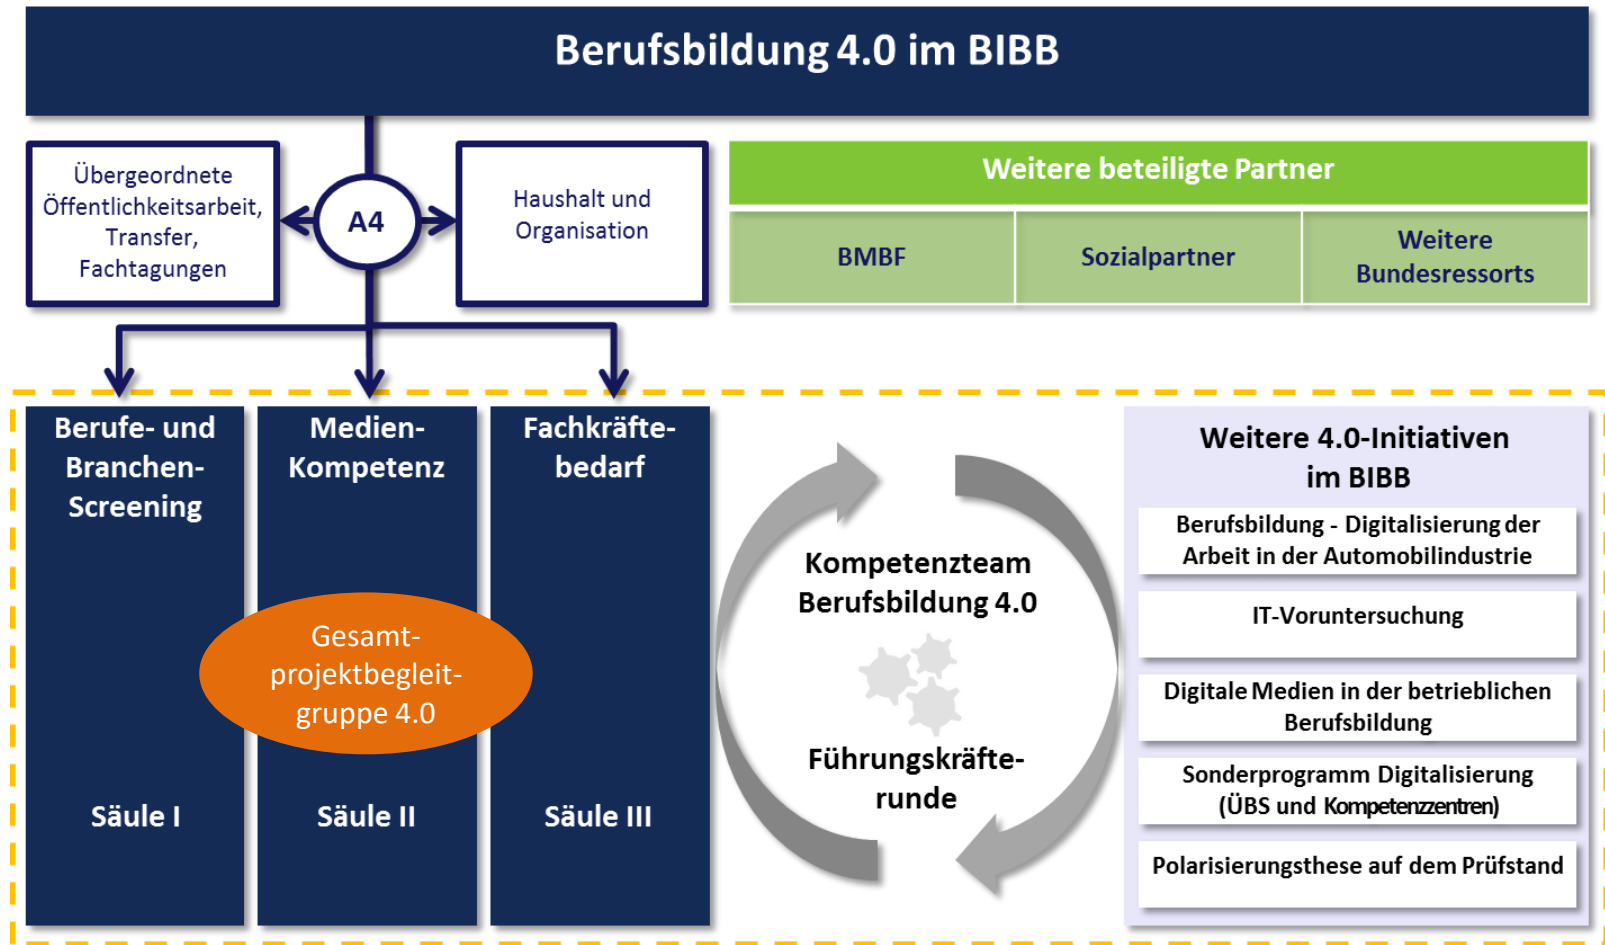 Berufsbildung 4.0 im BIBB
Übergeordnete
Öffentlichkeitsarbeit,
Transfer,
Fachtagungen
A4
Haushalt und
Organisation
Weitere beteiligte Partner
BMBF
Sozialpartner
Weitere
Bundesressorts
Berufe- und
Branchen-
Screening
Säule I
Medien-
Kompetenz
Säule II
Fachkräfte-
bedarf
Säule III
Gesamt-
projektbegleit-
gruppe 4.0
Kompetenzteam
Berufsbildung 4.0
Führungskräfte-
runde
Weitere 4.0-Initiativen
im BIBB
Berufsbildung - Digitalisierung der
Arbeit in der Automobilindustrie
IT-Voruntersuchung
Digitale Medien in der betrieblichen
Berufsbildung
Sonderprogramm Digitalisierung
(ÜBS und Kompetenzzentren)
Polarisierungsthese auf dem Prüfstand